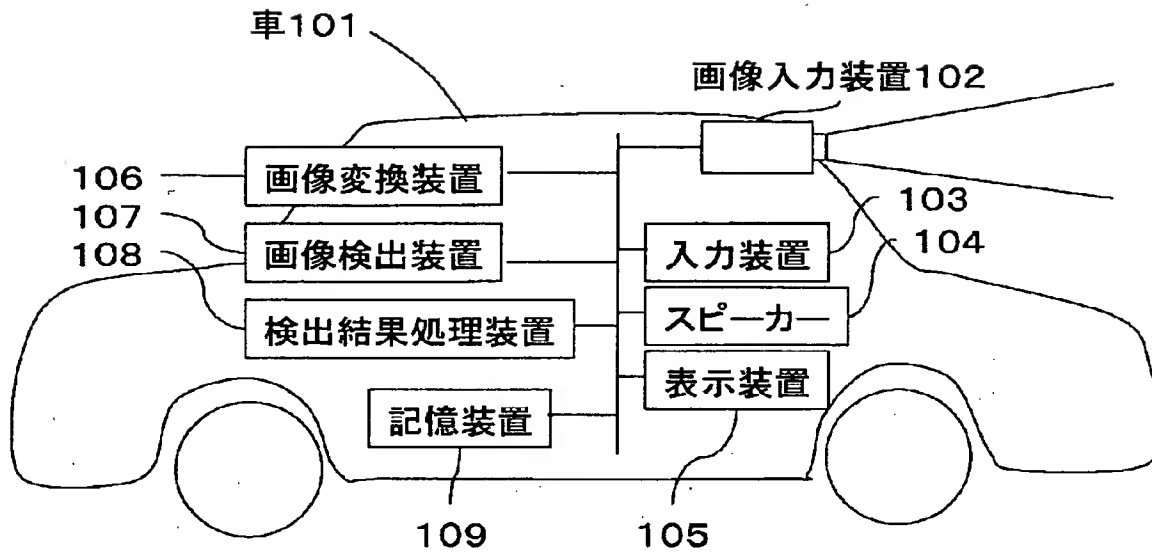 車101
画像入力装置102
106 画像変換装置
107 画像検出装置
108 検出結果処理装置
入力装置 103
スピーカー 104
表示装置
記憶装置
109
105